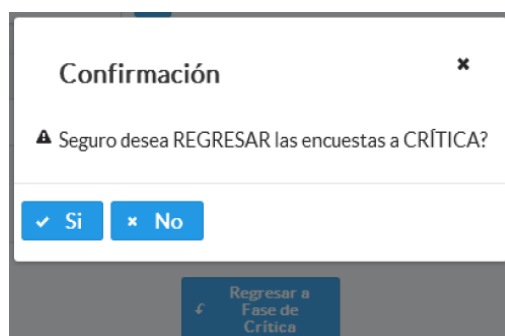 Confirmación
Seguro desea REGRESAR las encuestas a CRÍTICA?
Si
No
Regresar a
Fase de
Crítica